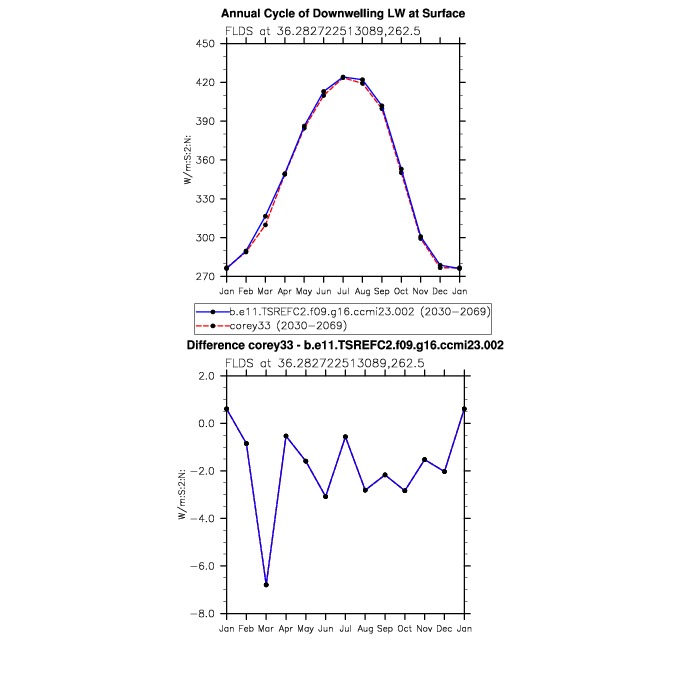 Annual Cycle of Downwelling LW at Surface
FLDS at 36.282722513089,262.5
450
420
390
360
330
300
270
W/m:S:2:N:
Jan Feb Mar Apr May Jun Jul Aug Sep Oct Nov Dec Jan
b.e11.TSREFC2.f09.g16.ccmi23.002 (2030-2069)
corey33 (2030-2069)
Difference corey33 - b.e11.TSREFC2.f09.g16.ccmi23.002
FLDS at 36.282722513089,262.5
2.0
0.0
-2.0
-4.0
-6.0
-8.0
W/m:S:2:N:
Jan Feb Mar Apr May Jun Jul Aug Sep Oct Nov Dec Jan